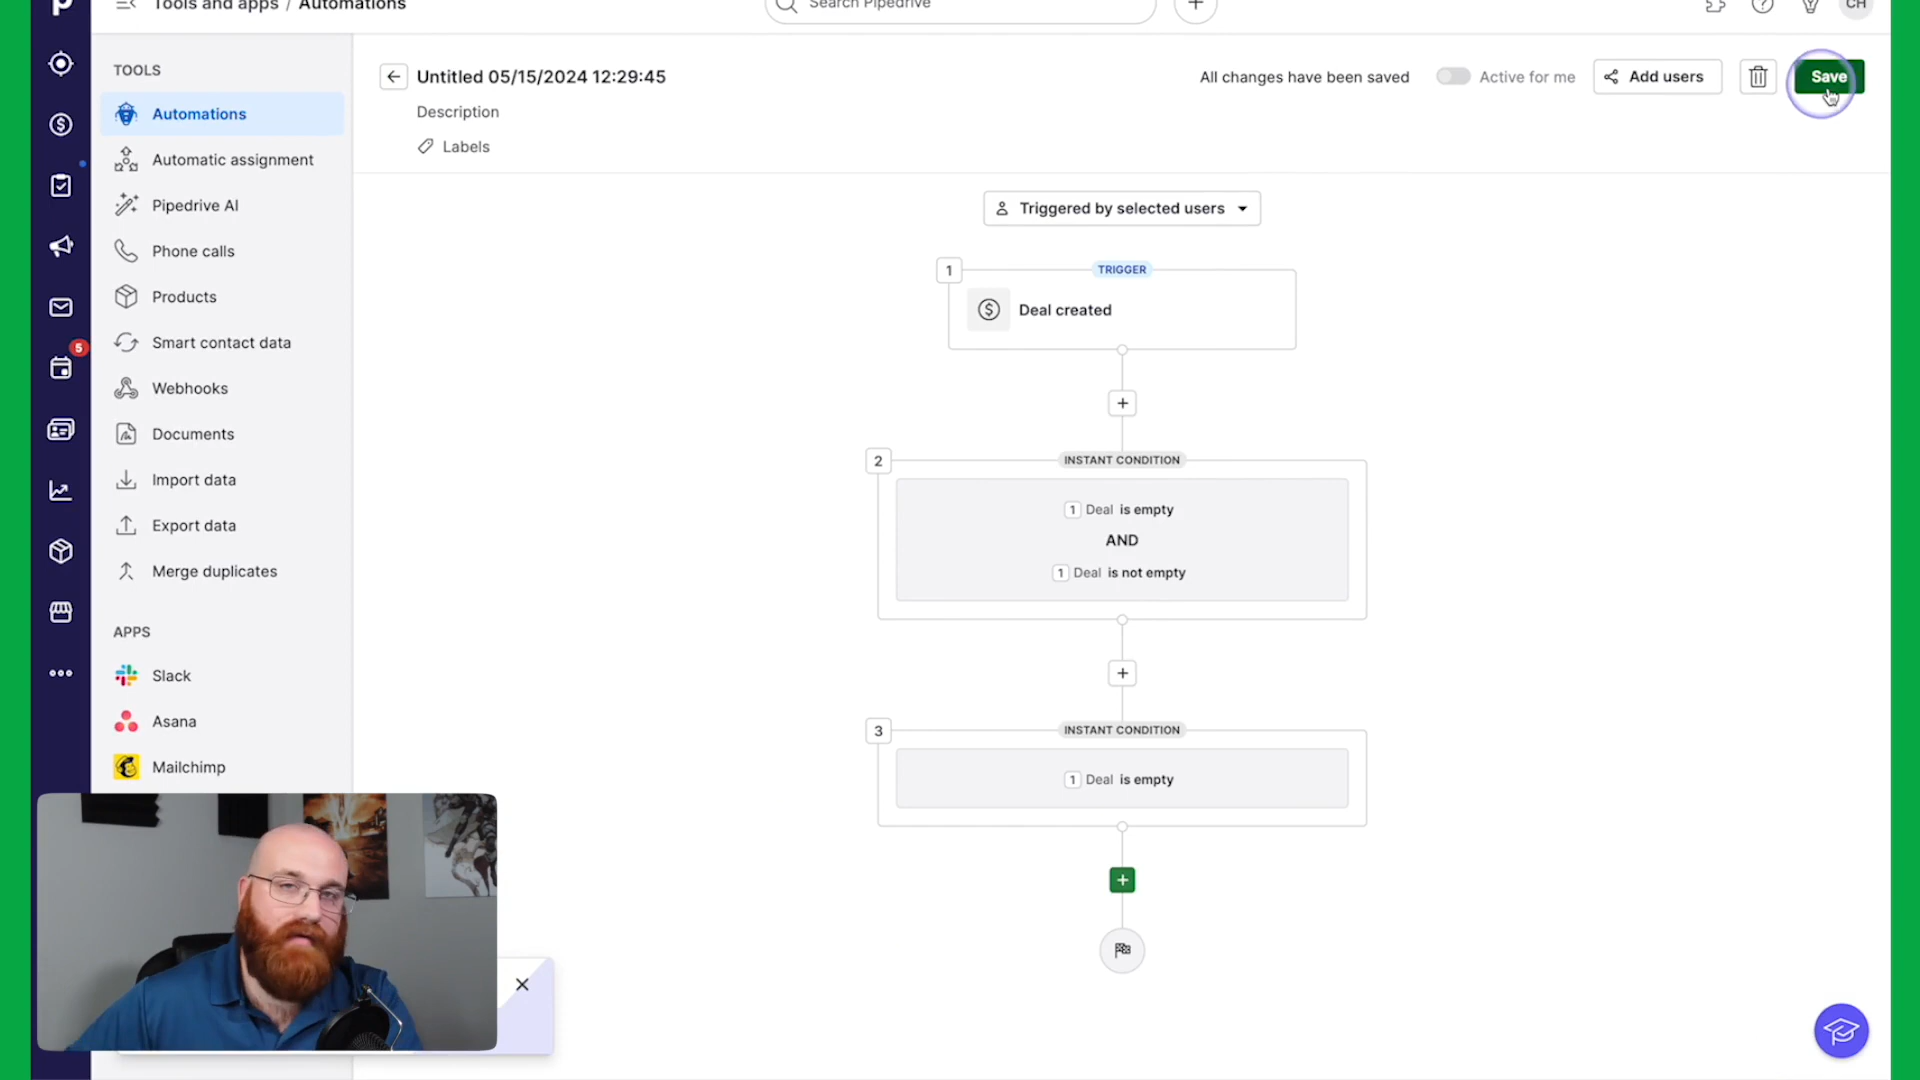 Tools and apps / Automations
Search Pipedrive
CH
TOOLS
Automations
Automatic assignment
Pipedrive AI
Phone calls
Products
Smart contact data
Webhooks
Documents
Import data
Export data
Merge duplicates
APPS
Slack
Asana
Mailchimp
5
Untitled 05/15/2024 12:29:45
Description
Labels
All changes have been saved
Active for me
Add users
Save
Triggered by selected users
1
TRIGGER
Deal created
2
INSTANT CONDITION
1 Deal is empty
AND
1 Deal is not empty
3
INSTANT CONDITION
1 Deal is empty